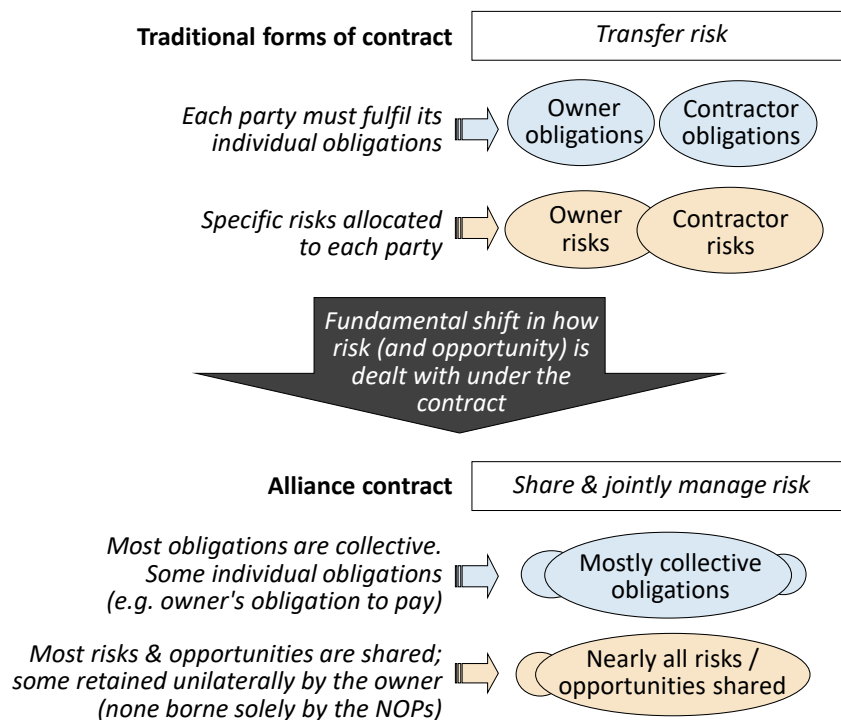 Traditional forms of contract
Transfer risk
Each party must fulfil its
individual obligations
Owner
obligations
Contractor
obligations
Specific risks allocated
to each party
Owner
risks
Contractor
risks
Fundamental shift in how
risk (and opportunity) is
dealt with under the
contract
Alliance contract
Share & jointly manage risk
Most obligations are collective.
Some individual obligations
(e.g. owner's obligation to pay)
Mostly collective
obligations
Most risks & opportunities are shared;
some retained unilaterally by the owner
(none borne solely by the NOPs)
Nearly all risks /
opportunities shared